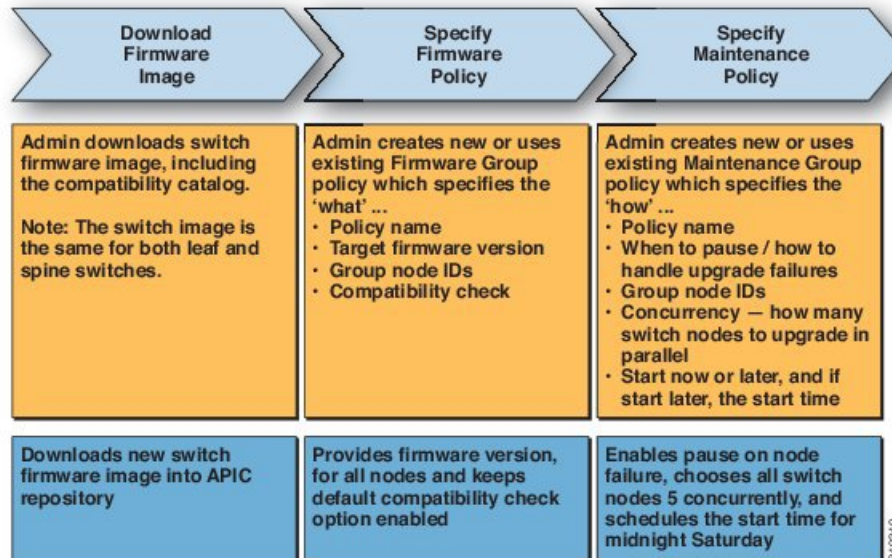 Download
Firmware
Image
Specify
Firmware
Policy
Specify
Maintenance
Policy
Admin downloads switch
firmware image, including
the compatibility catalog.
Note: The switch image is
the same for both leaf and
spine switches.
Admin creates new or uses
existing Firmware Group
policy which specifies the
‘what’ ...
• Policy name
• Target firmware version
• Group node IDs
• Compatibility check
Admin creates new or uses
existing Maintenance Group
policy which specifies the
‘how’ ...
• Policy name
• When to pause / how to
handle upgrade failures
• Group node IDs
• Concurrency — how many
switch nodes to upgrade in
parallel
• Start now or later, and if
start later, the start time
Downloads new switch
firmware image into APIC
repository
Provides firmware version,
for all nodes and keeps
default compatibility check
option enabled
Enables pause on node
failure, chooses all switch
nodes 5 concurrently, and
schedules the start time for
midnight Saturday